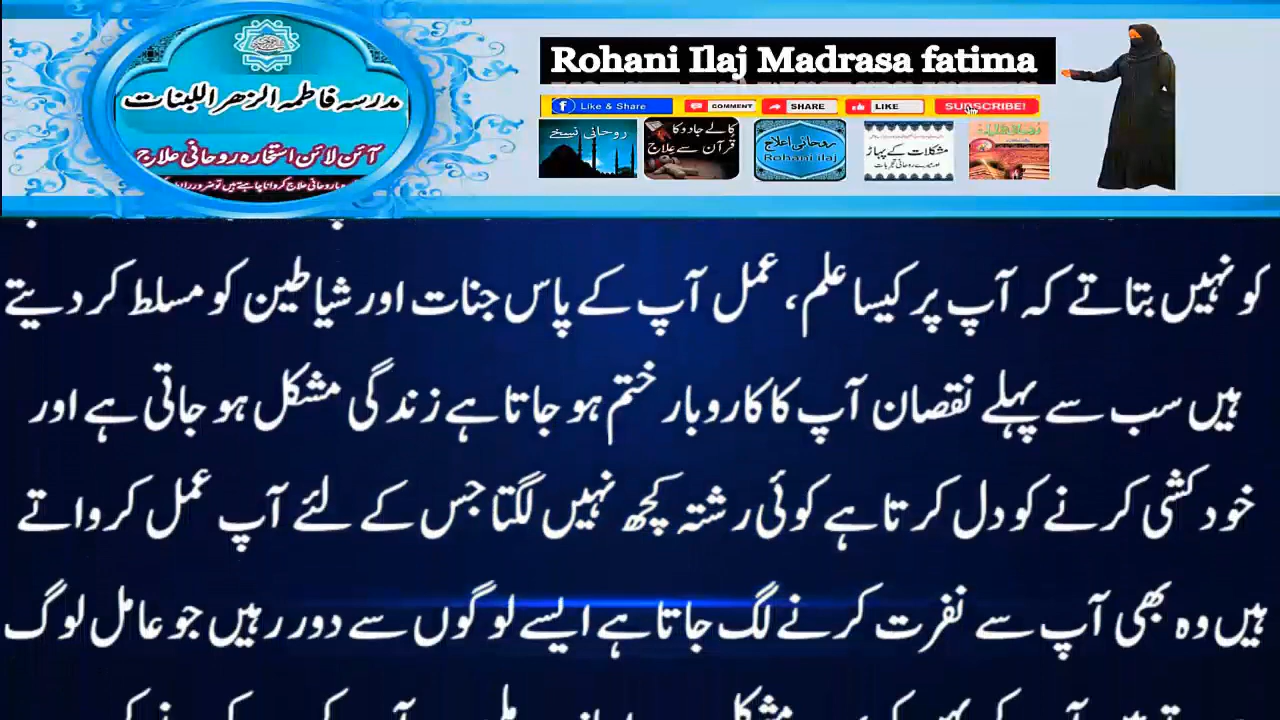 مدرسہ فاطمہ الزھرا للبنات
آئن لائن استخارہ روحانی علاج
Rohani Ilaj Madrasa fatima
Like & Share
COMMENT
SHARE
LIKE
SUBSCRIBE!
روحانی نسخے
کالے جادو کا
قرآن سے علاج
روحانی علاج
Rohani Ilaj
مشکلات کے پہاڑ
کو نہیں بتاتے کہ آپ پر کیسا علم، عمل آپ کے پاس جنات اور شیاطین کو مسلط کر دیتے
ہیں سب سے پہلے نقصان آپ کا کاروبار ختم ہو جاتا ہے زندگی مشکل ہو جاتی ہے اور
خود کشی کرنے کو دل کرتا ہے کوئی رشتہ کچھ نہیں لگتا جس کے لئے آپ عمل کرواتے
ہیں وہ بھی آپ سے نفرت کرنے لگ جاتا ہے ایسے لوگوں سے دور رہیں جو عامل لوگ